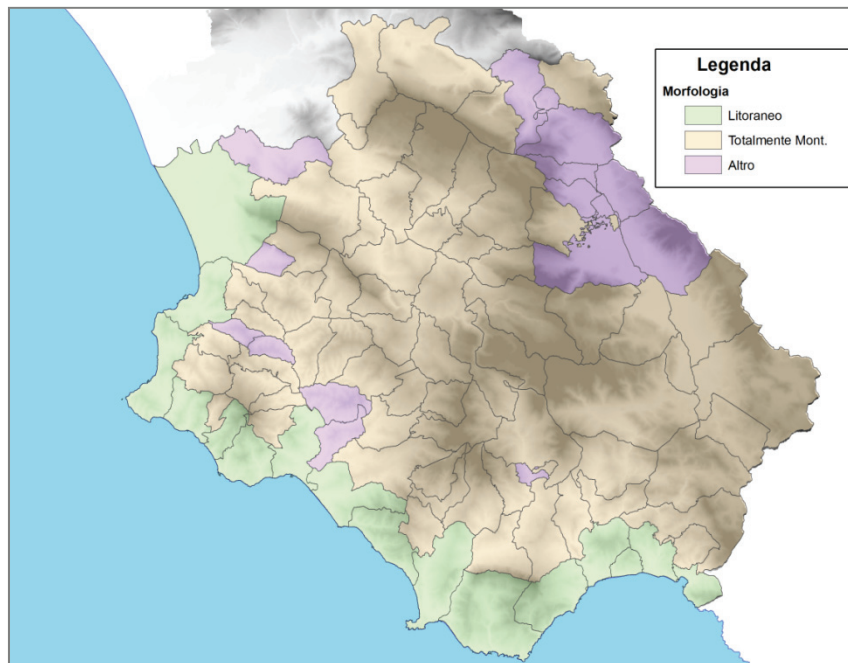 Legenda
Morfologia
Litoraneo
Totalmente Mont.
Altro